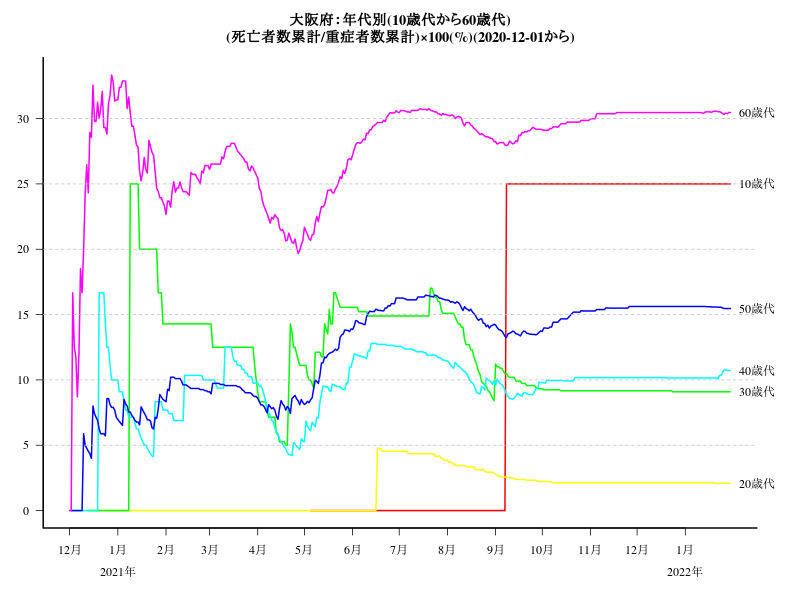 大阪府：年代別(10歳代から60歳代)
(死亡者数累計/重症者数累計)×100(%)(2020-12-01から)
30
25
20
15
10
5
0
60歳代
10歳代
50歳代
40歳代
30歳代
20歳代
12月 1月 2月 3月 4月 5月 6月 7月 8月 9月 10月 11月 12月 1月
2021年 2022年